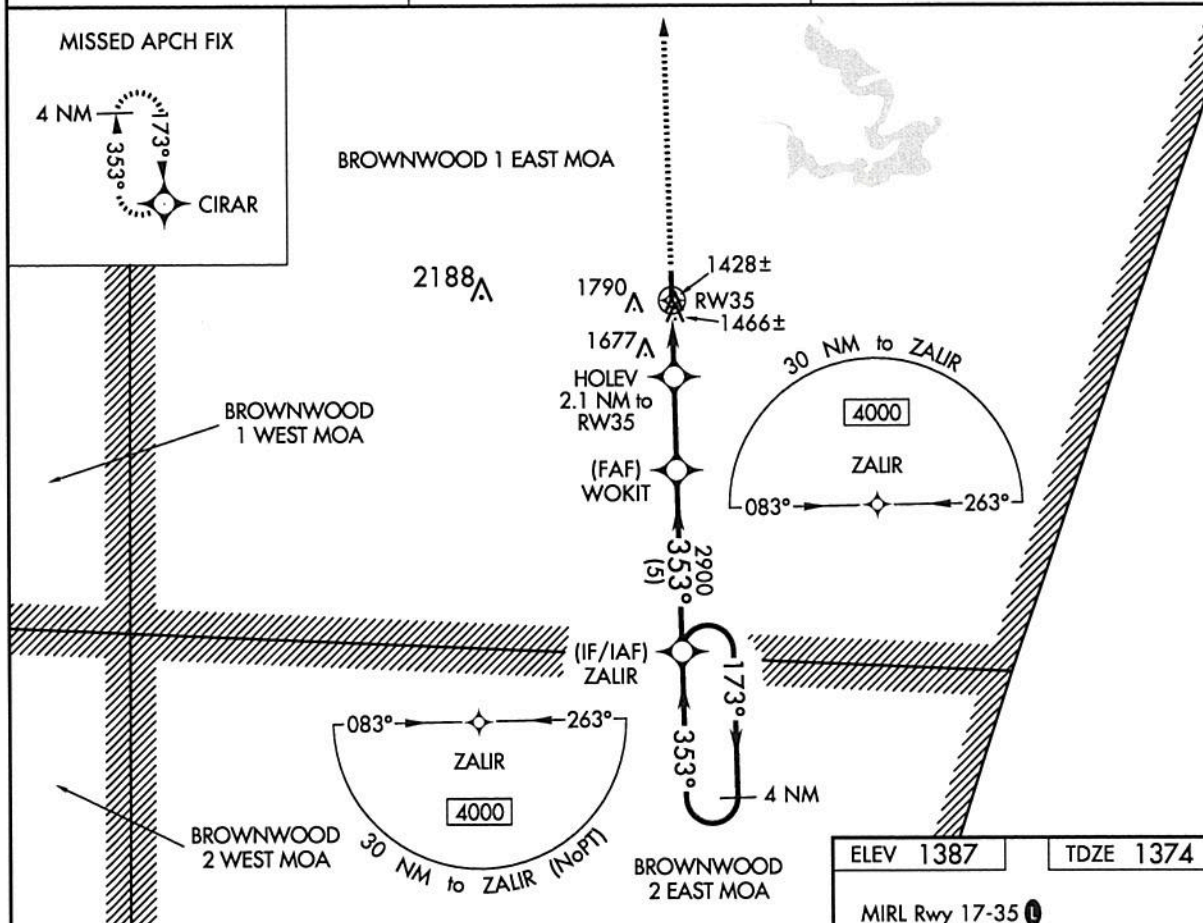 MISSED APCH FIX
4 NM
353°
173°
CIRAR
BROWNWOOD 1 EAST MOA
2188
1790
1428±
RW35
1466±
1677
HOLEV
2.1 NM to
RW35
30 NM to ZALIR
4000
ZALIR
083°
263°
BROWNWOOD
1 WEST MOA
(FAF)
WOKIT
2900
353°
(5)
(IF/IAF)
ZALIR
173°
353°
4 NM
083°
263°
ZALIR
4000
30 NM to ZALIR (NoPT)
BROWNWOOD
2 WEST MOA
BROWNWOOD
2 EAST MOA
ELEV 1387
TDZE 1374
MIRL Rwy 17-35 L